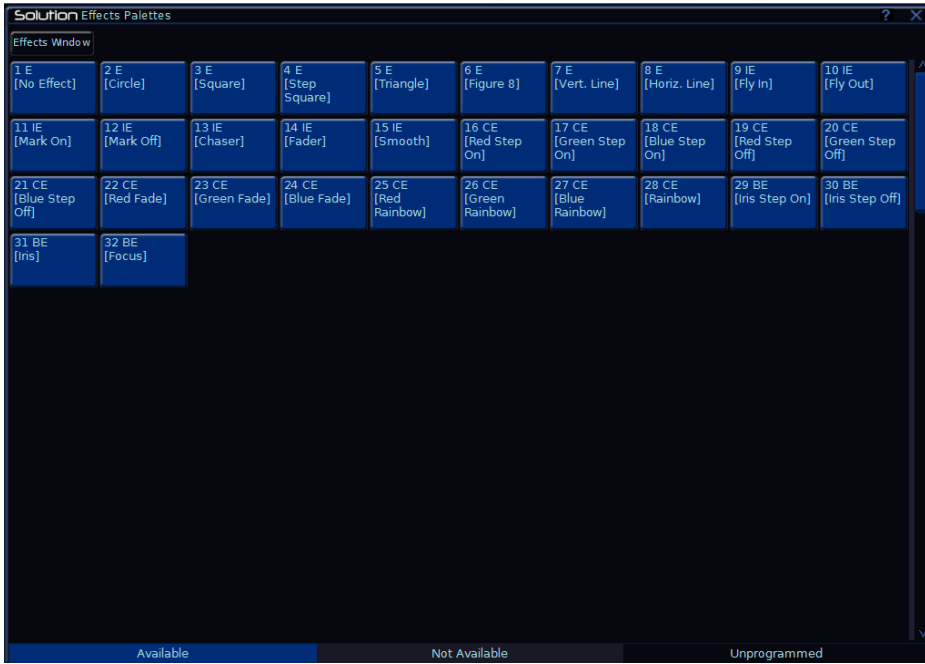 Solution Effects Palettes ? X
Effects Window
1 E
[No Effect]
2 E
[Circle]
3 E
[Square]
4 E
[Step
Square]
5 E
[Triangle]
6 E
[Figure 8]
7 E
[Vert. Line]
8 E
[Horiz. Line]
9 IE
[Fly In]
10 IE
[Fly Out]
11 IE
[Mark On]
12 IE
[Mark Off]
13 IE
[Chaser]
14 IE
[Fader]
15 IE
[Smooth]
16 CE
[Red Step
On]
17 CE
[Green Step
On]
18 CE
[Blue Step
On]
19 CE
[Red Step
Off]
20 CE
[Green Step
Off]
21 CE
[Blue Step
Off]
22 CE
[Red Fade]
23 CE
[Green Fade]
24 CE
[Blue Fade]
25 CE
[Red
Rainbow]
26 CE
[Green
Rainbow]
27 CE
[Blue
Rainbow]
28 CE
[Rainbow]
29 BE
[Iris Step On]
30 BE
[Iris Step Off]
31 BE
[Iris]
32 BE
[Focus]
Available
Not Available
Unprogrammed